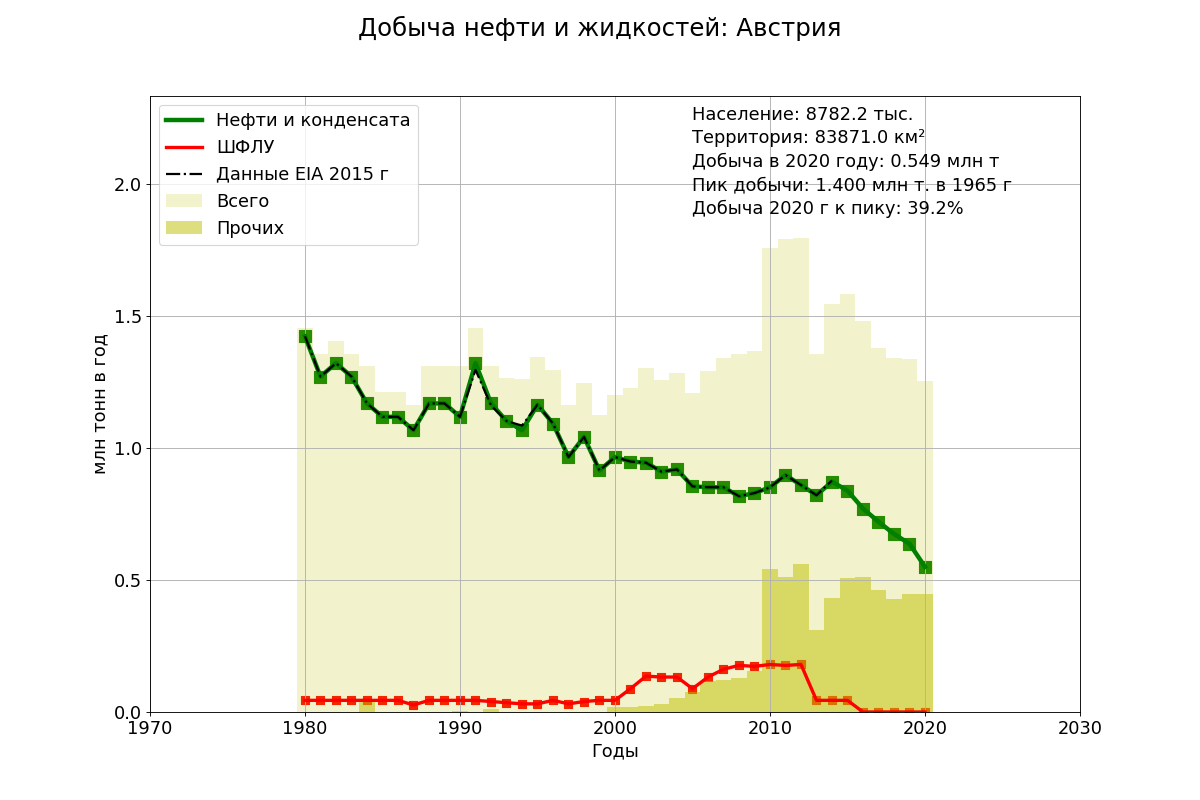 Добыча нефти и жидкостей: Австрия
Нефти и конденсата
ШФЛУ
Данные EIA 2015 г
Всего
Прочих
Население: 8782.2 тыс.
Территория: 83871.0 км²
Добыча в 2020 году: 0.549 млн т
Пик добычи: 1.400 млн т. в 1965 г
Добыча 2020 г к пику: 39.2%
млн тонн в год
2.0
1.5
1.0
0.5
0.0
1970 1980 1990 2000 2010 2020 2030
Годы